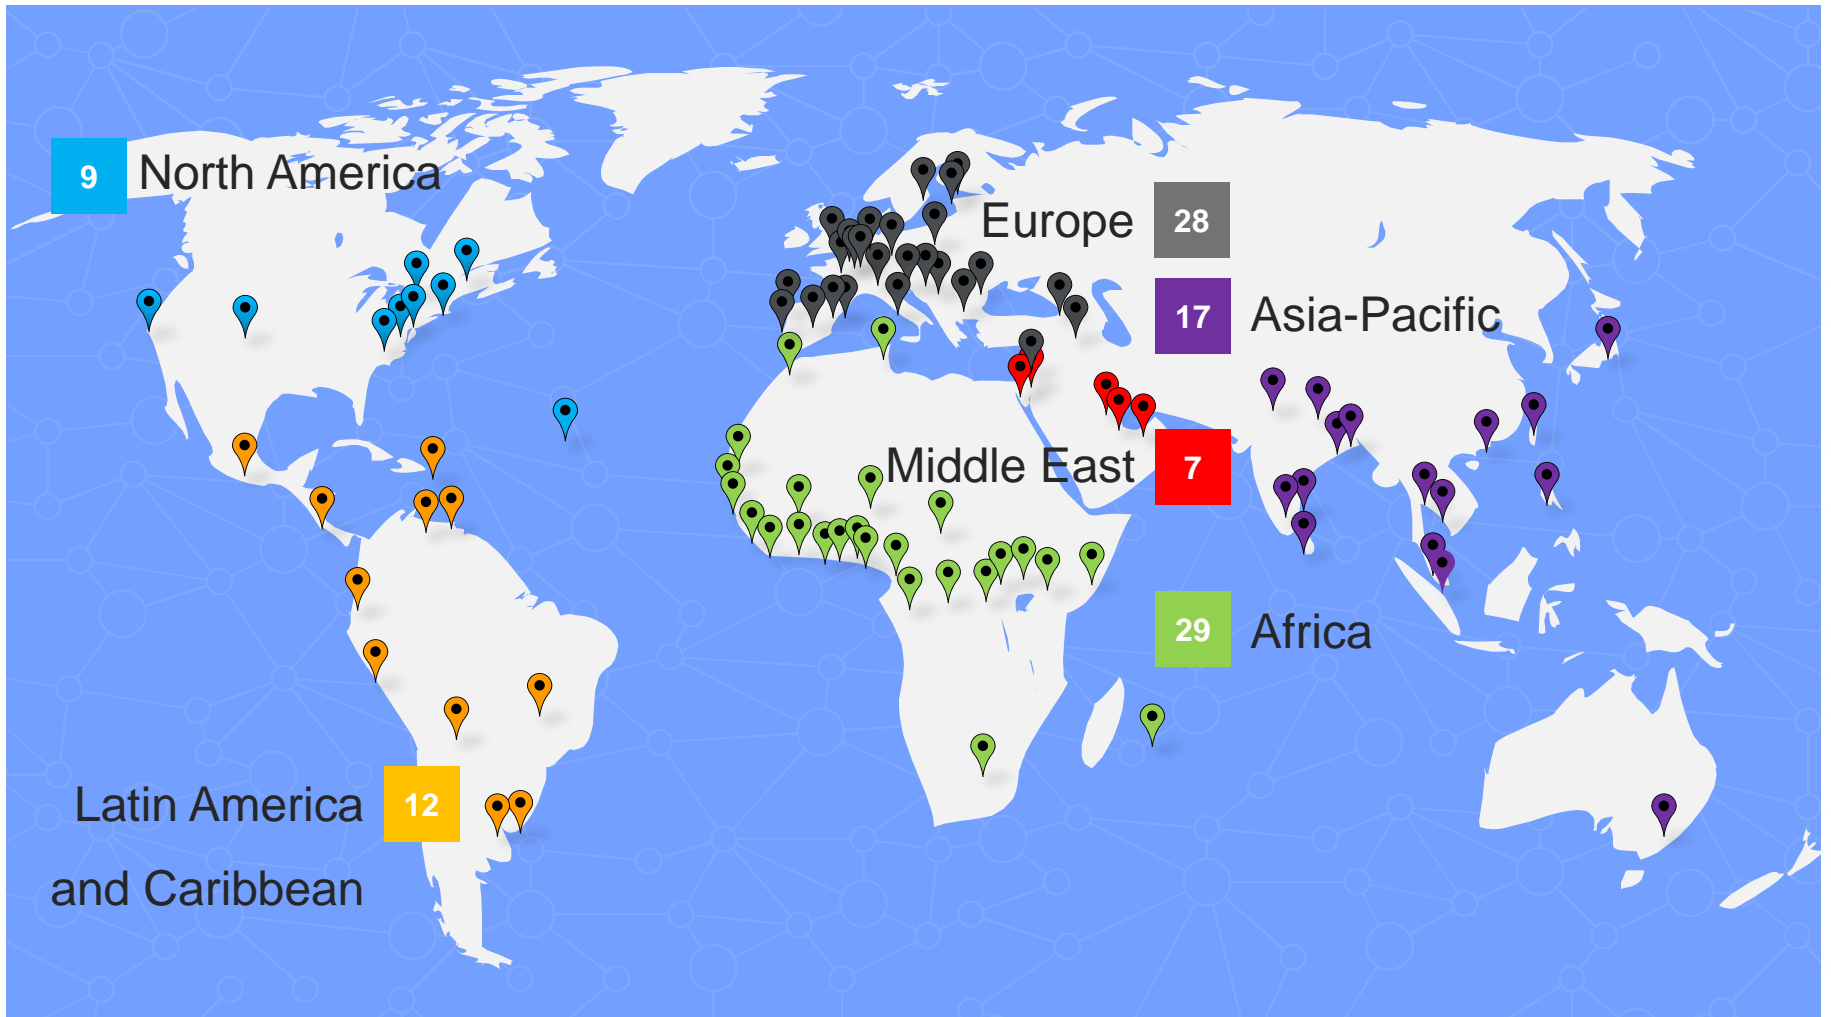 9 North America
Europe 28
17 Asia-Pacific
Middle East 7
29 Africa
Latin America 12
and Caribbean